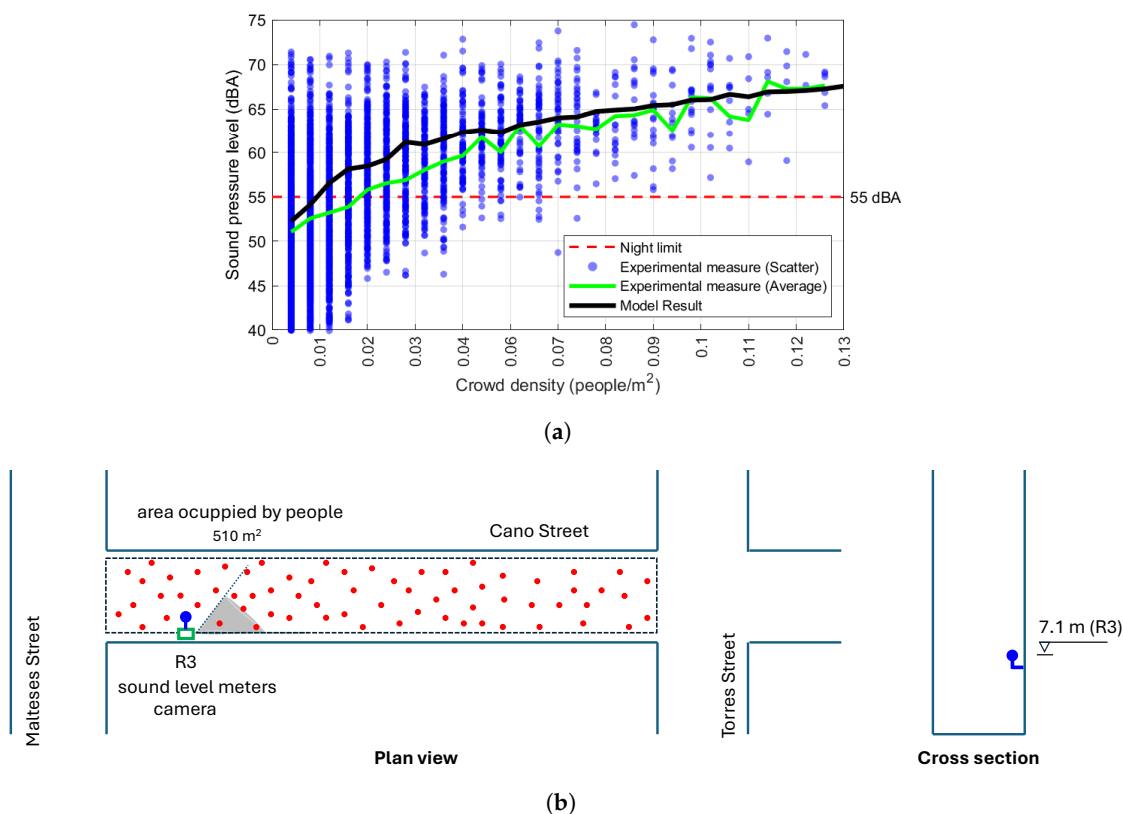 75
70
65
60
55
50
45
40
Sound pressure level (dBA)
55 dBA
Night limit
Experimental measure (Scatter)
Experimental measure (Average)
Model Result
0
0.01
0.02
0.03
0.04
0.05
0.06
0.07
0.08
0.09
0.1
0.11
0.12
0.13
Crowd density (people/m²)
(a)
area ocuppied by people
510 m²
Cano Street
Malteses Street
R3
sound level meters
camera
Torres Street
7.1 m (R3)
Plan view
Cross section
(b)